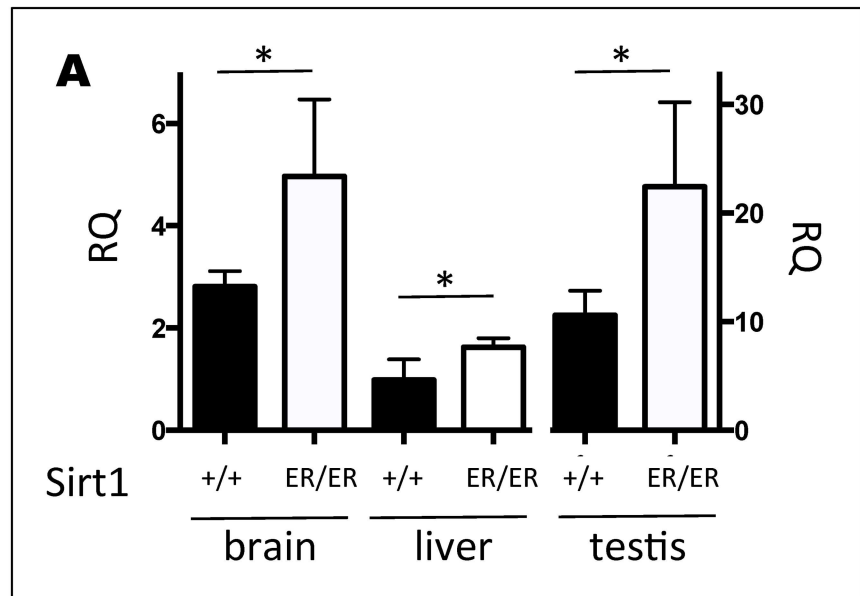 A
* *
6 30
RQ
4 20
RQ
*
2 10
0 0
Sirt1 +/+ ER/ER +/+ ER/ER +/+ ER/ER
brain liver testis